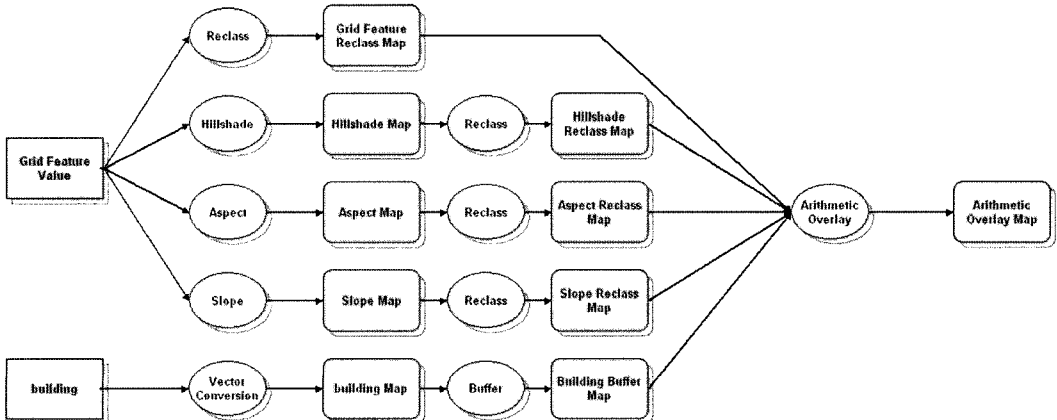 Reclass
Grid Feature
Reclass Map
Hillshade
Hillshade Map
Reclass
Hillshade
Reclass Map
Grid Feature
Value
Aspect
Aspect Map
Reclass
Aspect Reclass
Map
Arithmetic
Overlay
Arithmetic
Overlay Map
Slope
Slope Map
Reclass
Slope Reclass
Map
building
Vector
Conversion
building Map
Buffer
Building Buffer
Map